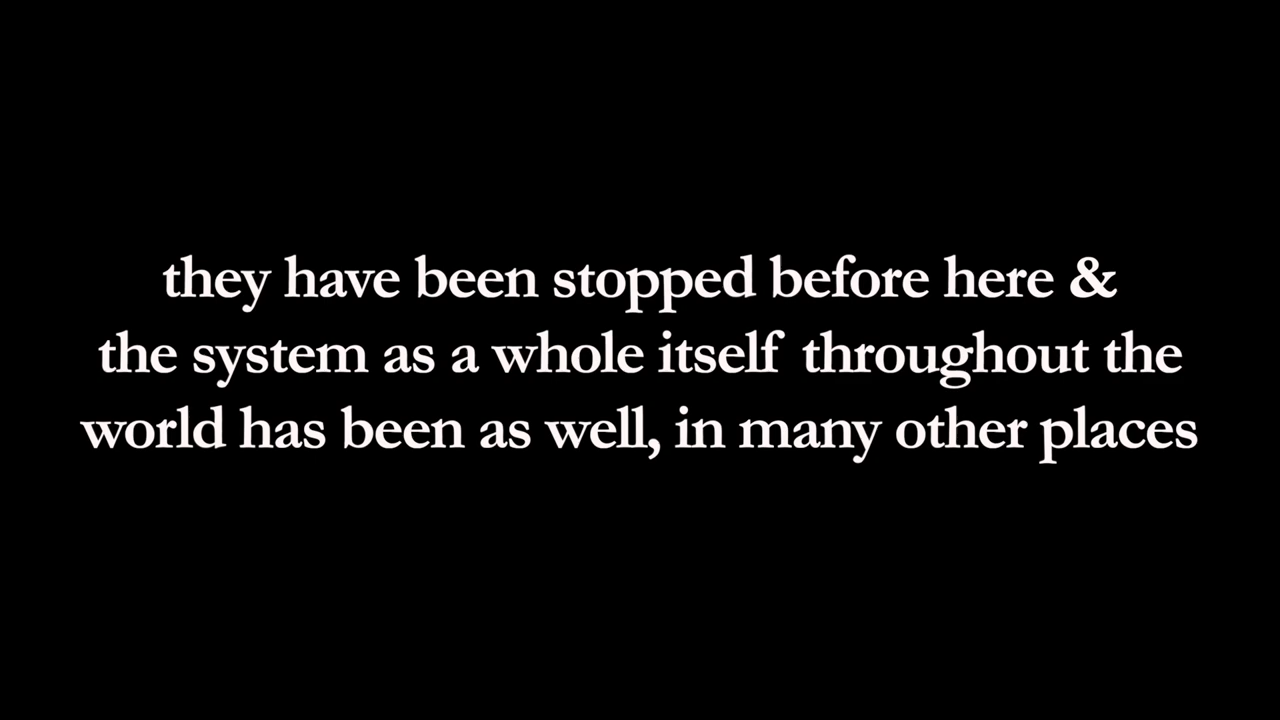 they have been stopped before here &
the system as a whole itself throughout the
world has been as well, in many other places